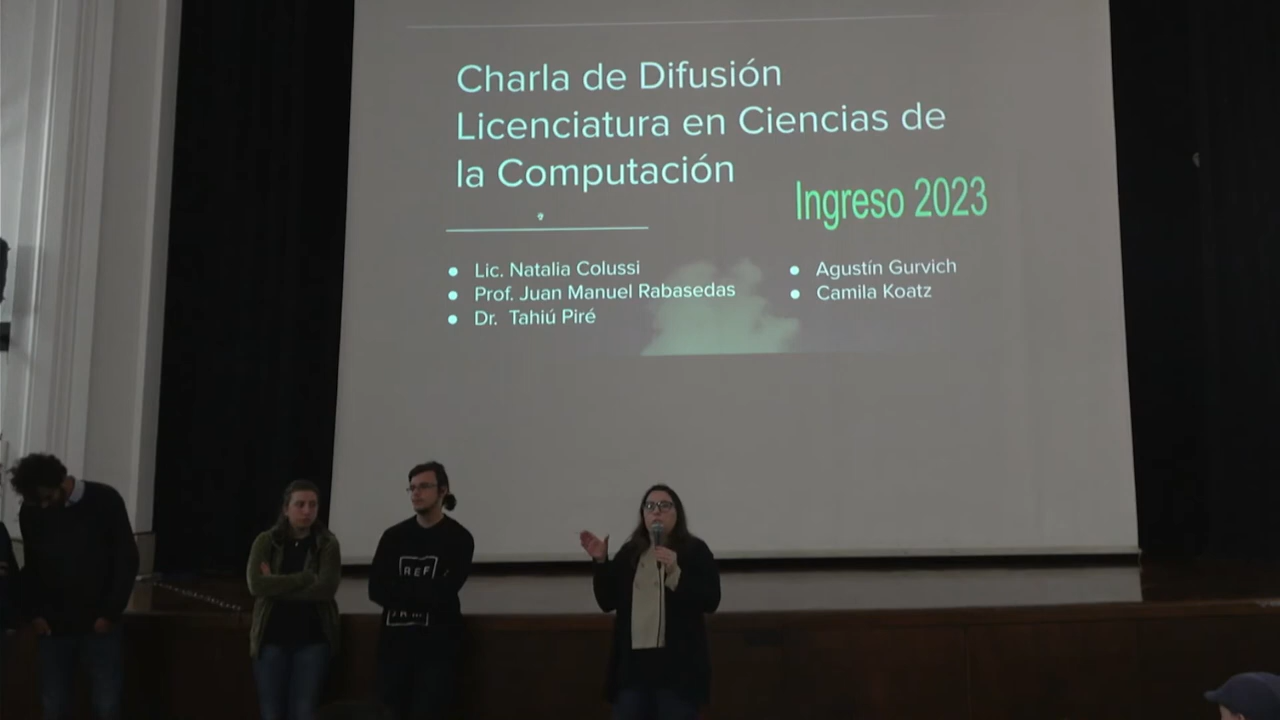 Charla de Difusión
Licenciatura en Ciencias de
la Computación
Ingreso 2023
Lic. Natalia Colussi
Prof. Juan Manuel Rabasedas
Dr. Tahiú Piré
Agustín Gurvich
Camila Koatz
REF